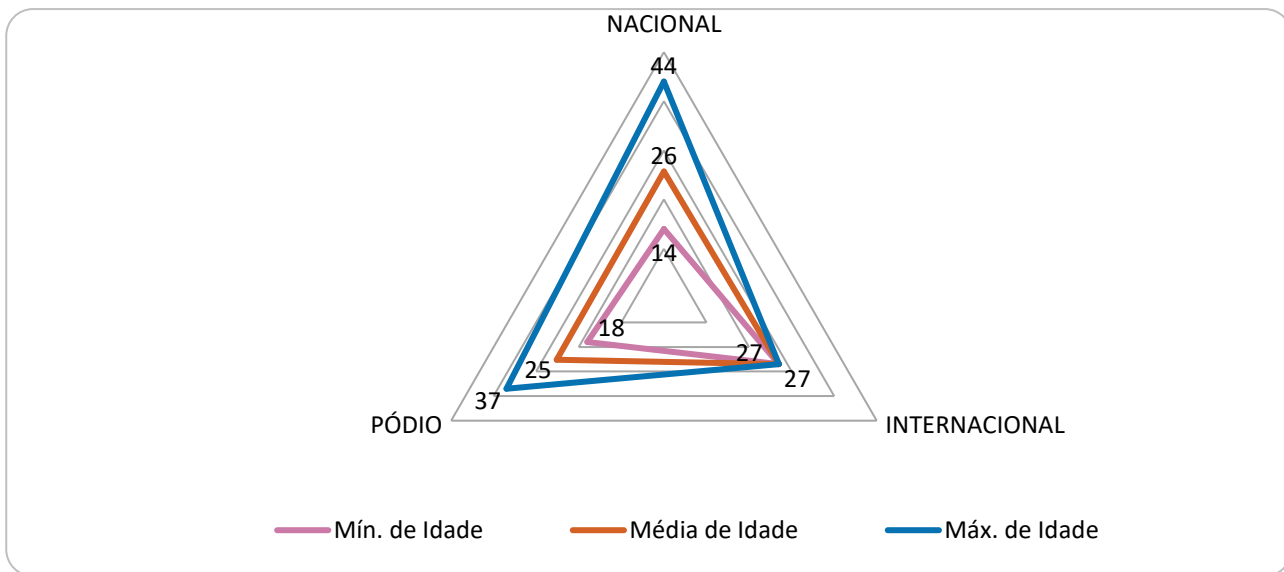 NACIONAL
44
26
14
18
27
25
27
37
PÓDIO
INTERNACIONAL
Mín. de Idade
Média de Idade
Máx. de Idade